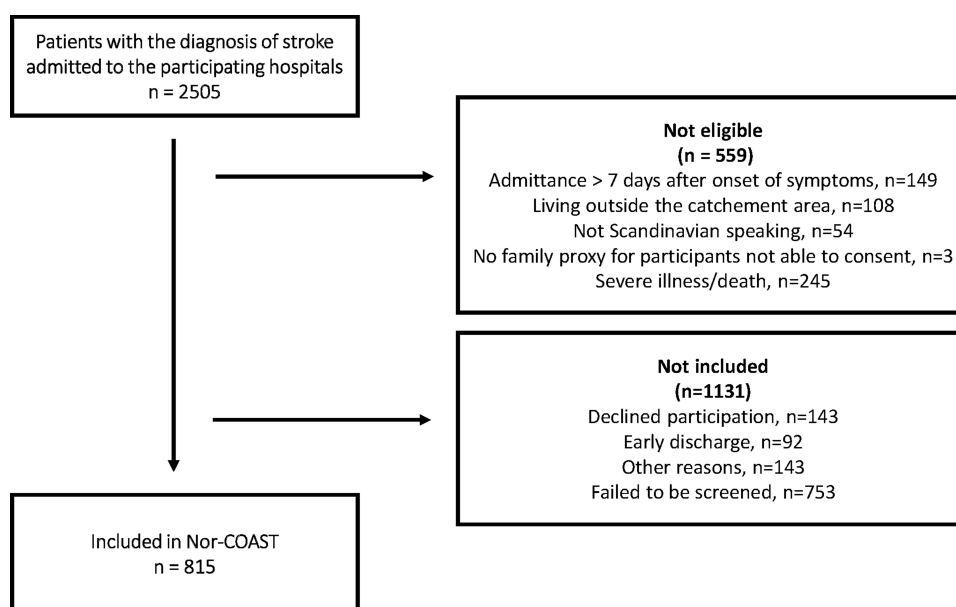 Patients with the diagnosis of stroke
admitted to the participating hospitals
n = 2505
Not eligible
(n = 559)
Admittance > 7 days after onset of symptoms, n=149
Living outside the catchement area, n=108
Not Scandinavian speaking, n=54
No family proxy for participants not able to consent, n=3
Severe illness/death, n=245
Not included
(n=1131)
Declined participation, n=143
Early discharge, n=92
Other reasons, n=143
Failed to be screened, n=753
Included in Nor-COAST
n = 815